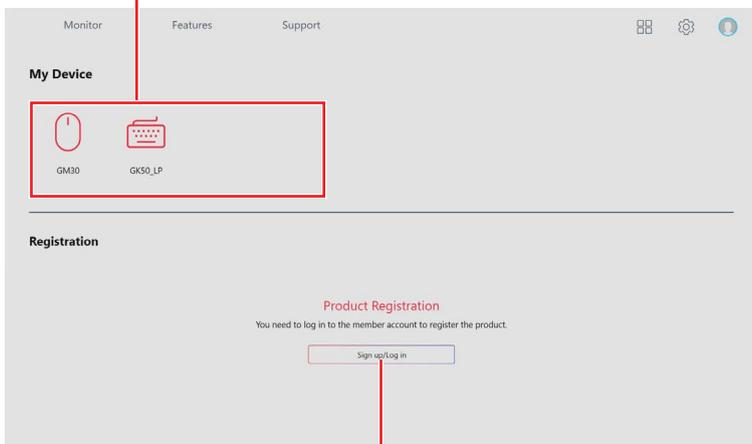 Monitor Features Support
My Device
GM30 GK50_LP
Registration
Product Registration
You need to log in to the member account to register the product.
Sign up/Log in